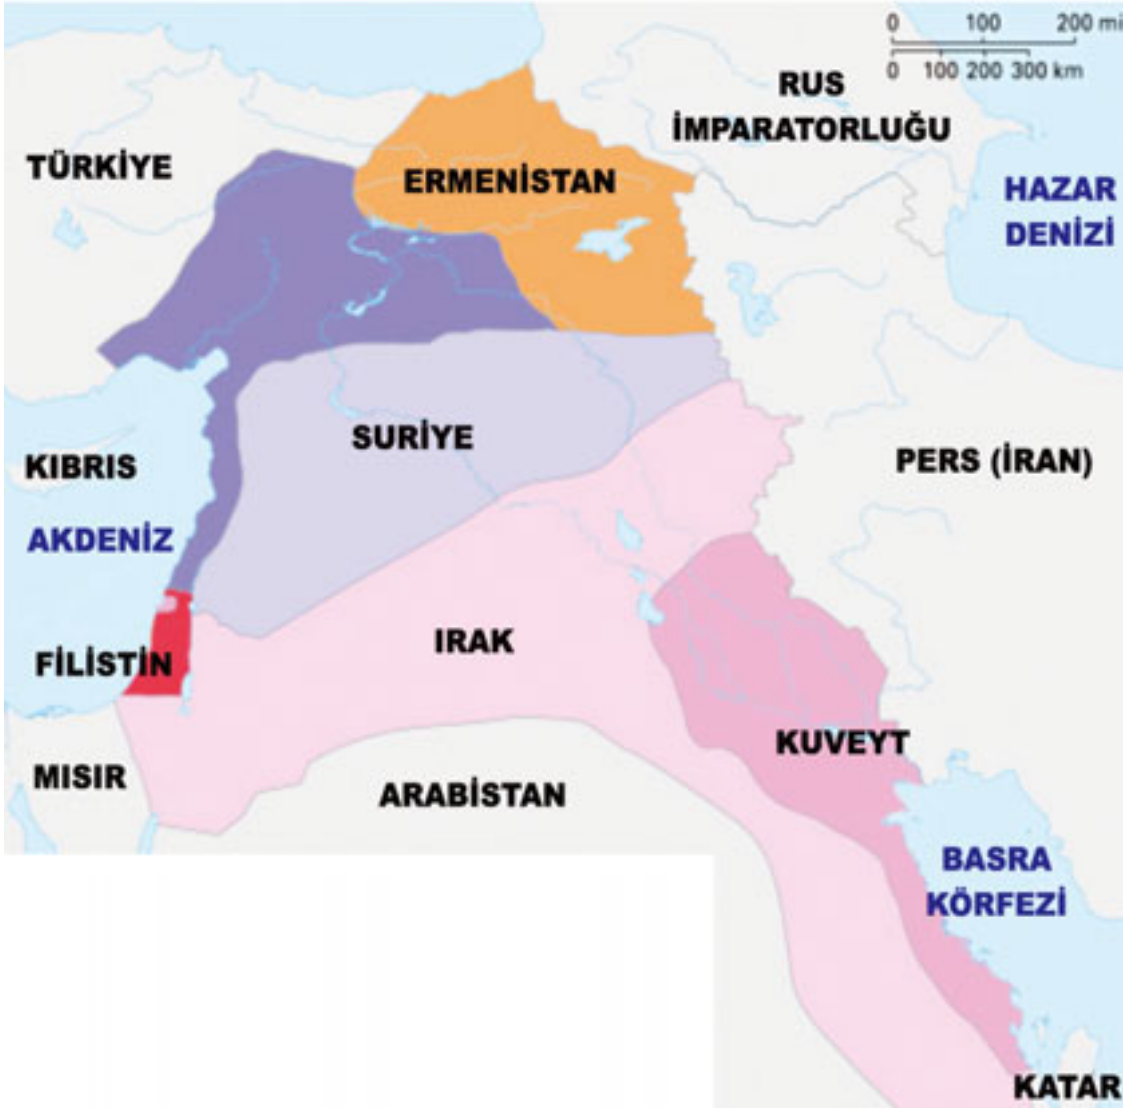 0 100 200 mi
0 100 200 300 km
RUS
İMPARATORLUĞU
TÜRKİYE
ERMENİSTAN
HAZAR
DENİZİ
SURİYE
KIBRIS
PERS (İRAN)
AKDENİZ
IRAK
FİLİSTİN
KUVEYT
MISIR
ARABİSTAN
BASRA
KÖRFEZİ
KATAR